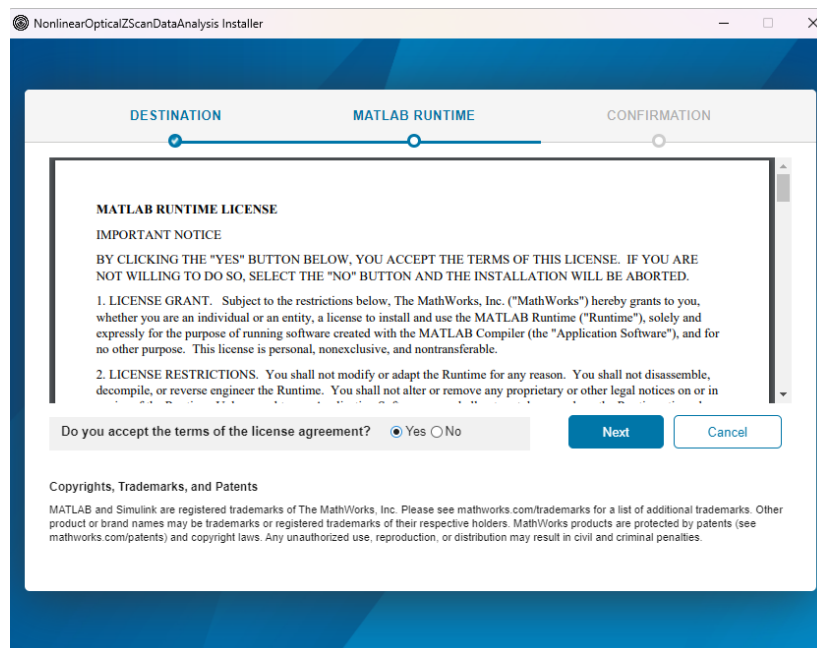 NonlinearOpticalZScanDataAnalysis Installer
DESTINATION
MATLAB RUNTIME
CONFIRMATION
MATLAB RUNTIME LICENSE
IMPORTANT NOTICE
BY CLICKING THE "YES" BUTTON BELOW, YOU ACCEPT THE TERMS OF THIS LICENSE. IF YOU ARE
NOT WILLING TO DO SO, SELECT THE "NO" BUTTON AND THE INSTALLATION WILL BE ABORTED.
1. LICENSE GRANT. Subject to the restrictions below, The MathWorks, Inc. ("MathWorks") hereby grants to you,
whether you are an individual or an entity, a license to install and use the MATLAB Runtime ("Runtime"), solely and
expressly for the purpose of running software created with the MATLAB Compiler (the "Application Software"), and for
no other purpose. This license is personal, nonexclusive, and nontransferable.
2. LICENSE RESTRICTIONS. You shall not modify or adapt the Runtime for any reason. You shall not disassemble,
decompile, or reverse engineer the Runtime. You shall not alter or remove any proprietary or other legal notices on or in
Do you accept the terms of the license agreement?
Yes
No
Next
Cancel
Copyrights, Trademarks, and Patents
MATLAB and Simulink are registered trademarks of The MathWorks, Inc. Please see mathworks.com/trademarks for a list of additional trademarks. Other
product or brand names may be trademarks or registered trademarks of their respective holders. MathWorks products are protected by patents (see
mathworks.com/patents) and copyright laws. Any unauthorized use, reproduction, or distribution may result in civil and criminal penalties.